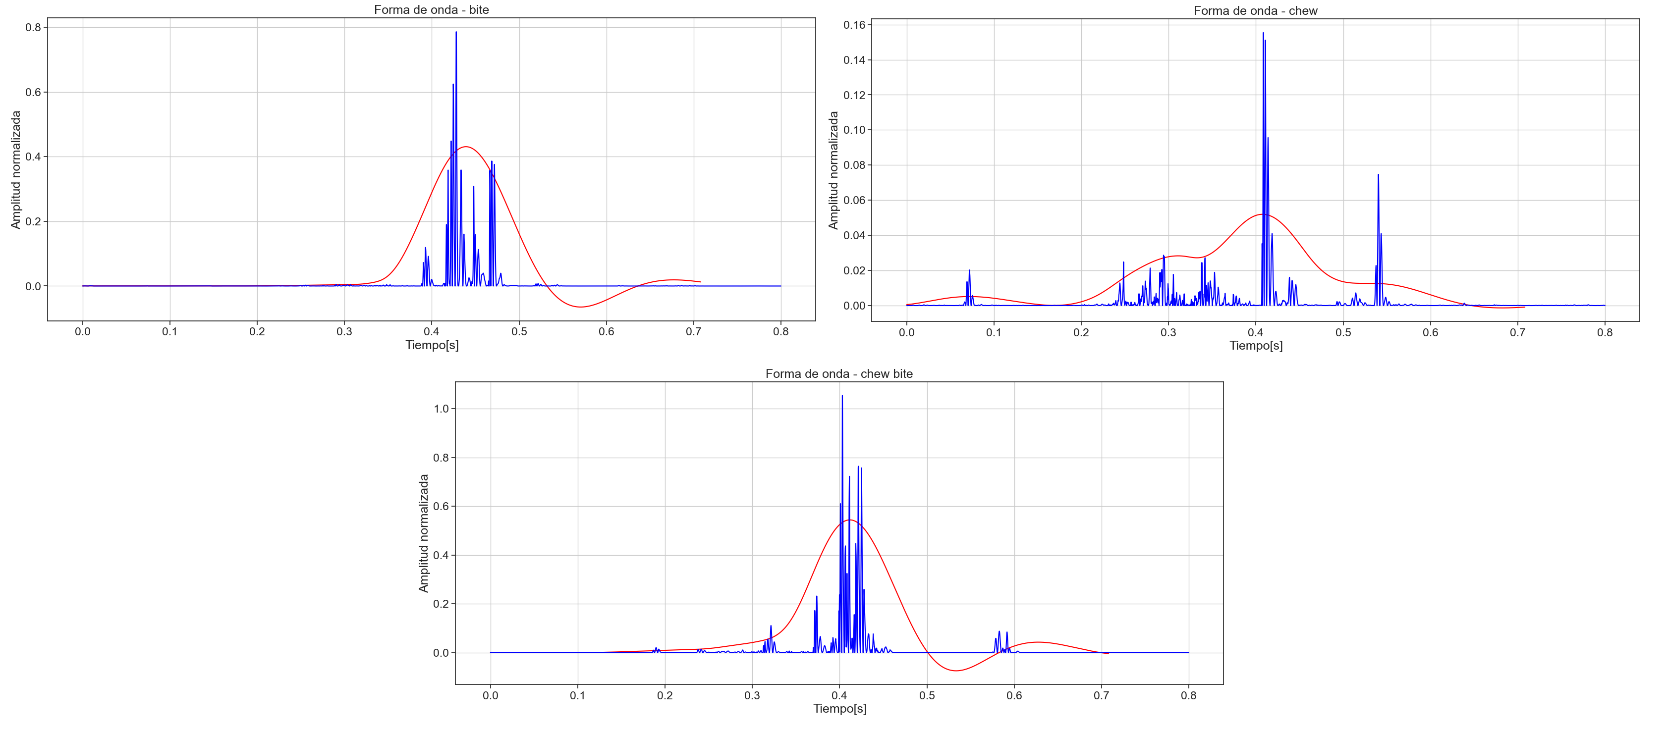 Forma de onda - bite
Amplitud normalizada
0.8
0.6
0.4
0.2
0.0
0.0 0.1 0.2 0.3 0.4 0.5 0.6 0.7 0.8
Tiempo[s]
Forma de onda - chew
Amplitud normalizada
0.16
0.14
0.12
0.10
0.08
0.06
0.04
0.02
0.00
0.0 0.1 0.2 0.3 0.4 0.5 0.6 0.7 0.8
Tiempo[s]
Forma de onda - chew bite
Amplitud normalizada
1.0
0.8
0.6
0.4
0.2
0.0
0.0 0.1 0.2 0.3 0.4 0.5 0.6 0.7 0.8
Tiempo[s]